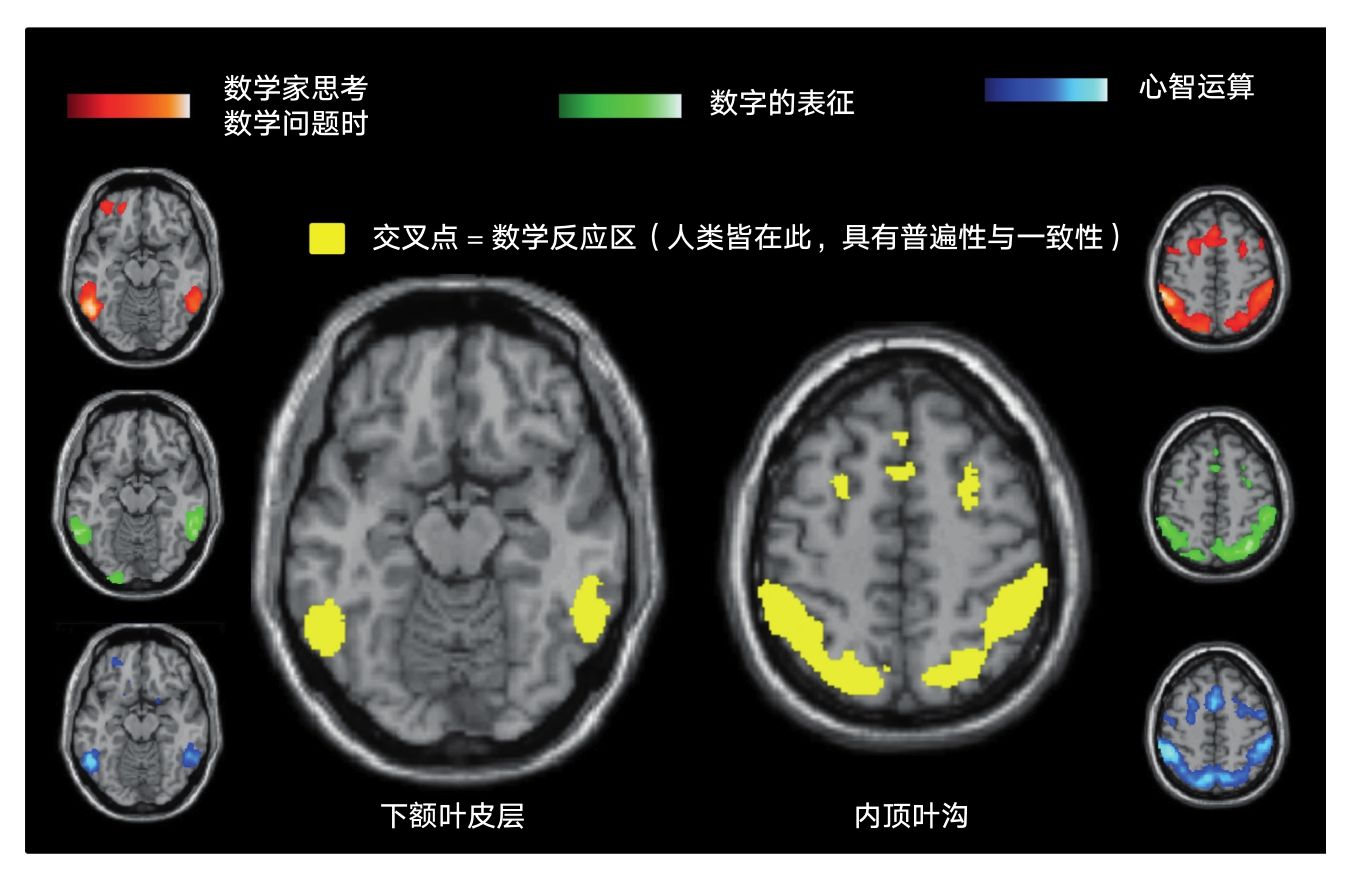 数学家思考
数学问题时
数字的表征
心智运算
交叉点 = 数学反应区（人类皆在此，具有普遍性与一致性）
下额叶皮层
内顶叶沟